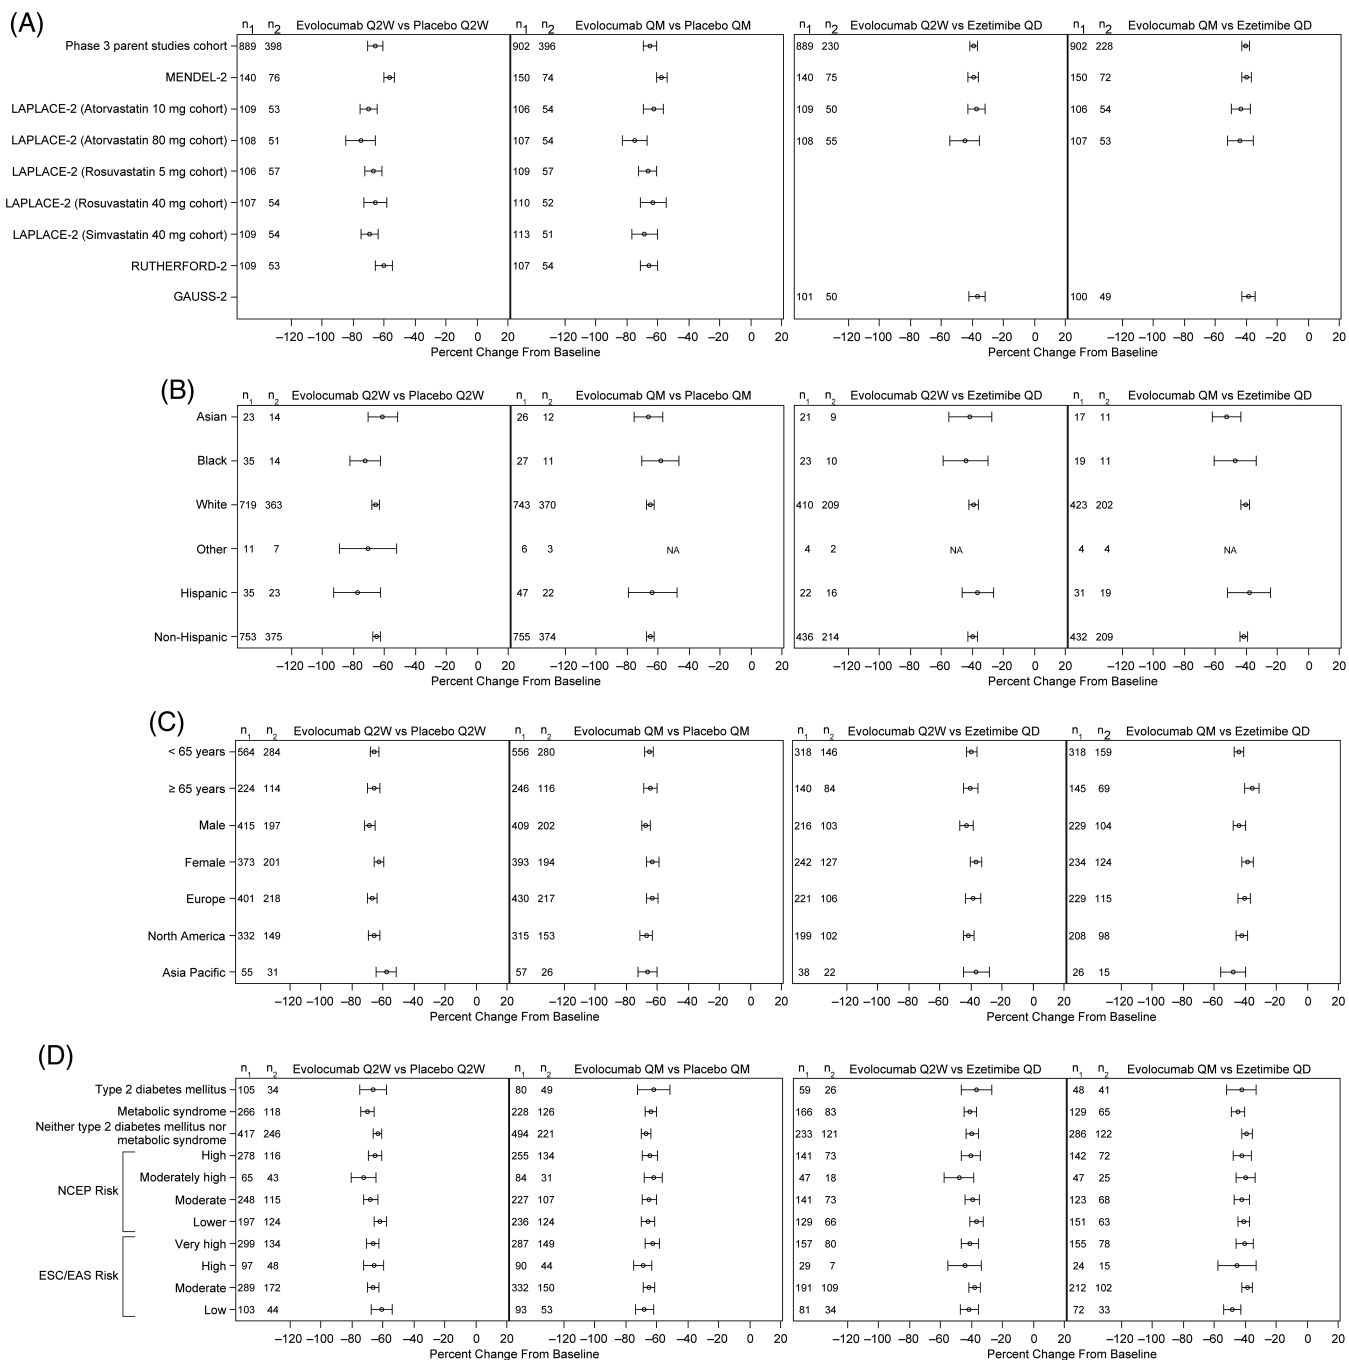 (A)
n1 n2 Evolocumab Q2W vs Placebo Q2W n1 n2 Evolocumab QM vs Placebo QM n1 n2 Evolocumab Q2W vs Ezetimibe QD n1 n2 Evolocumab QM vs Ezetimibe QD
Phase 3 parent studies cohort 889 398 902 396 889 230 902 228
MENDEL-2 140 76 150 74 140 75 150 72
LAPLACE-2 (Atorvastatin 10 mg cohort) 109 53 106 54 109 50 106 54
LAPLACE-2 (Atorvastatin 80 mg cohort) 108 51 107 54 108 55 107 53
LAPLACE-2 (Rosuvastatin 5 mg cohort) 106 57 109 57
LAPLACE-2 (Rosuvastatin 40 mg cohort) 107 54 110 52
LAPLACE-2 (Simvastatin 40 mg cohort) 109 54 113 51
RUTHERFORD-2 109 53 107 54
GAUSS-2 101 50 100 49
−120 −100 −80 −60 −40 −20 0 20 −120 −100 −80 −60 −40 −20 0 20 −120 −100 −80 −60 −40 −20 0 20 −120 −100 −80 −60 −40 −20 0 20
Percent Change From Baseline Percent Change From Baseline
(B)
n1 n2 Evolocumab Q2W vs Placebo Q2W n1 n2 Evolocumab QM vs Placebo QM n1 n2 Evolocumab Q2W vs Ezetimibe QD n1 n2 Evolocumab QM vs Ezetimibe QD
Asian 23 14 26 12 21 9 17 11
Black 35 14 27 11 23 10 19 11
White 719 363 743 370 410 209 423 202
Other 11 7 6 3 NA 4 2 NA 4 4 NA
Hispanic 35 23 47 22 22 16 31 19
Non-Hispanic 753 375 755 374 436 214 432 209
−120 −100 −80 −60 −40 −20 0 20 −120 −100 −80 −60 −40 −20 0 20 −120 −100 −80 −60 −40 −20 0 20 −120 −100 −80 −60 −40 −20 0 20
Percent Change From Baseline Percent Change From Baseline
(C)
n1 n2 Evolocumab Q2W vs Placebo Q2W n1 n2 Evolocumab QM vs Placebo QM n1 n2 Evolocumab Q2W vs Ezetimibe QD n1 n2 Evolocumab QM vs Ezetimibe QD
< 65 years 564 284 556 280 318 146 318 159
≥ 65 years 224 114 246 116 140 84 145 69
Male 415 197 409 202 216 103 229 104
Female 373 201 393 194 242 127 234 124
Europe 401 218 430 217 221 106 229 115
North America 332 149 315 153 199 102 208 98
Asia Pacific 55 31 57 26 38 22 26 15
−120 −100 −80 −60 −40 −20 0 20 −120 −100 −80 −60 −40 −20 0 20 −120 −100 −80 −60 −40 −20 0 20 −120 −100 −80 −60 −40 −20 0 20
Percent Change From Baseline Percent Change From Baseline
(D)
n1 n2 Evolocumab Q2W vs Placebo Q2W n1 n2 Evolocumab QM vs Placebo QM n1 n2 Evolocumab Q2W vs Ezetimibe QD n1 n2 Evolocumab QM vs Ezetimibe QD
Type 2 diabetes mellitus 105 34 80 49 59 26 48 41
Metabolic syndrome 266 118 228 126 166 83 129 65
Neither type 2 diabetes mellitus nor
metabolic syndrome 417 246 494 221 233 121 286 122
NCEP Risk
High 278 116 255 134 141 73 142 72
Moderately high 65 43 84 31 47 18 47 25
Moderate 248 115 227 107 141 73 123 68
Lower 197 124 236 124 129 66 151 63
ESC/EAS Risk
Very high 299 134 287 149 157 80 155 78
High 97 48 90 44 29 7 24 15
Moderate 289 172 332 150 191 109 212 102
Low 103 44 93 53 81 34 72 33
−120 −100 −80 −60 −40 −20 0 20 −120 −100 −80 −60 −40 −20 0 20 −120 −100 −80 −60 −40 −20 0 20 −120 −100 −80 −60 −40 −20 0 20
Percent Change From Baseline Percent Change From Baseline